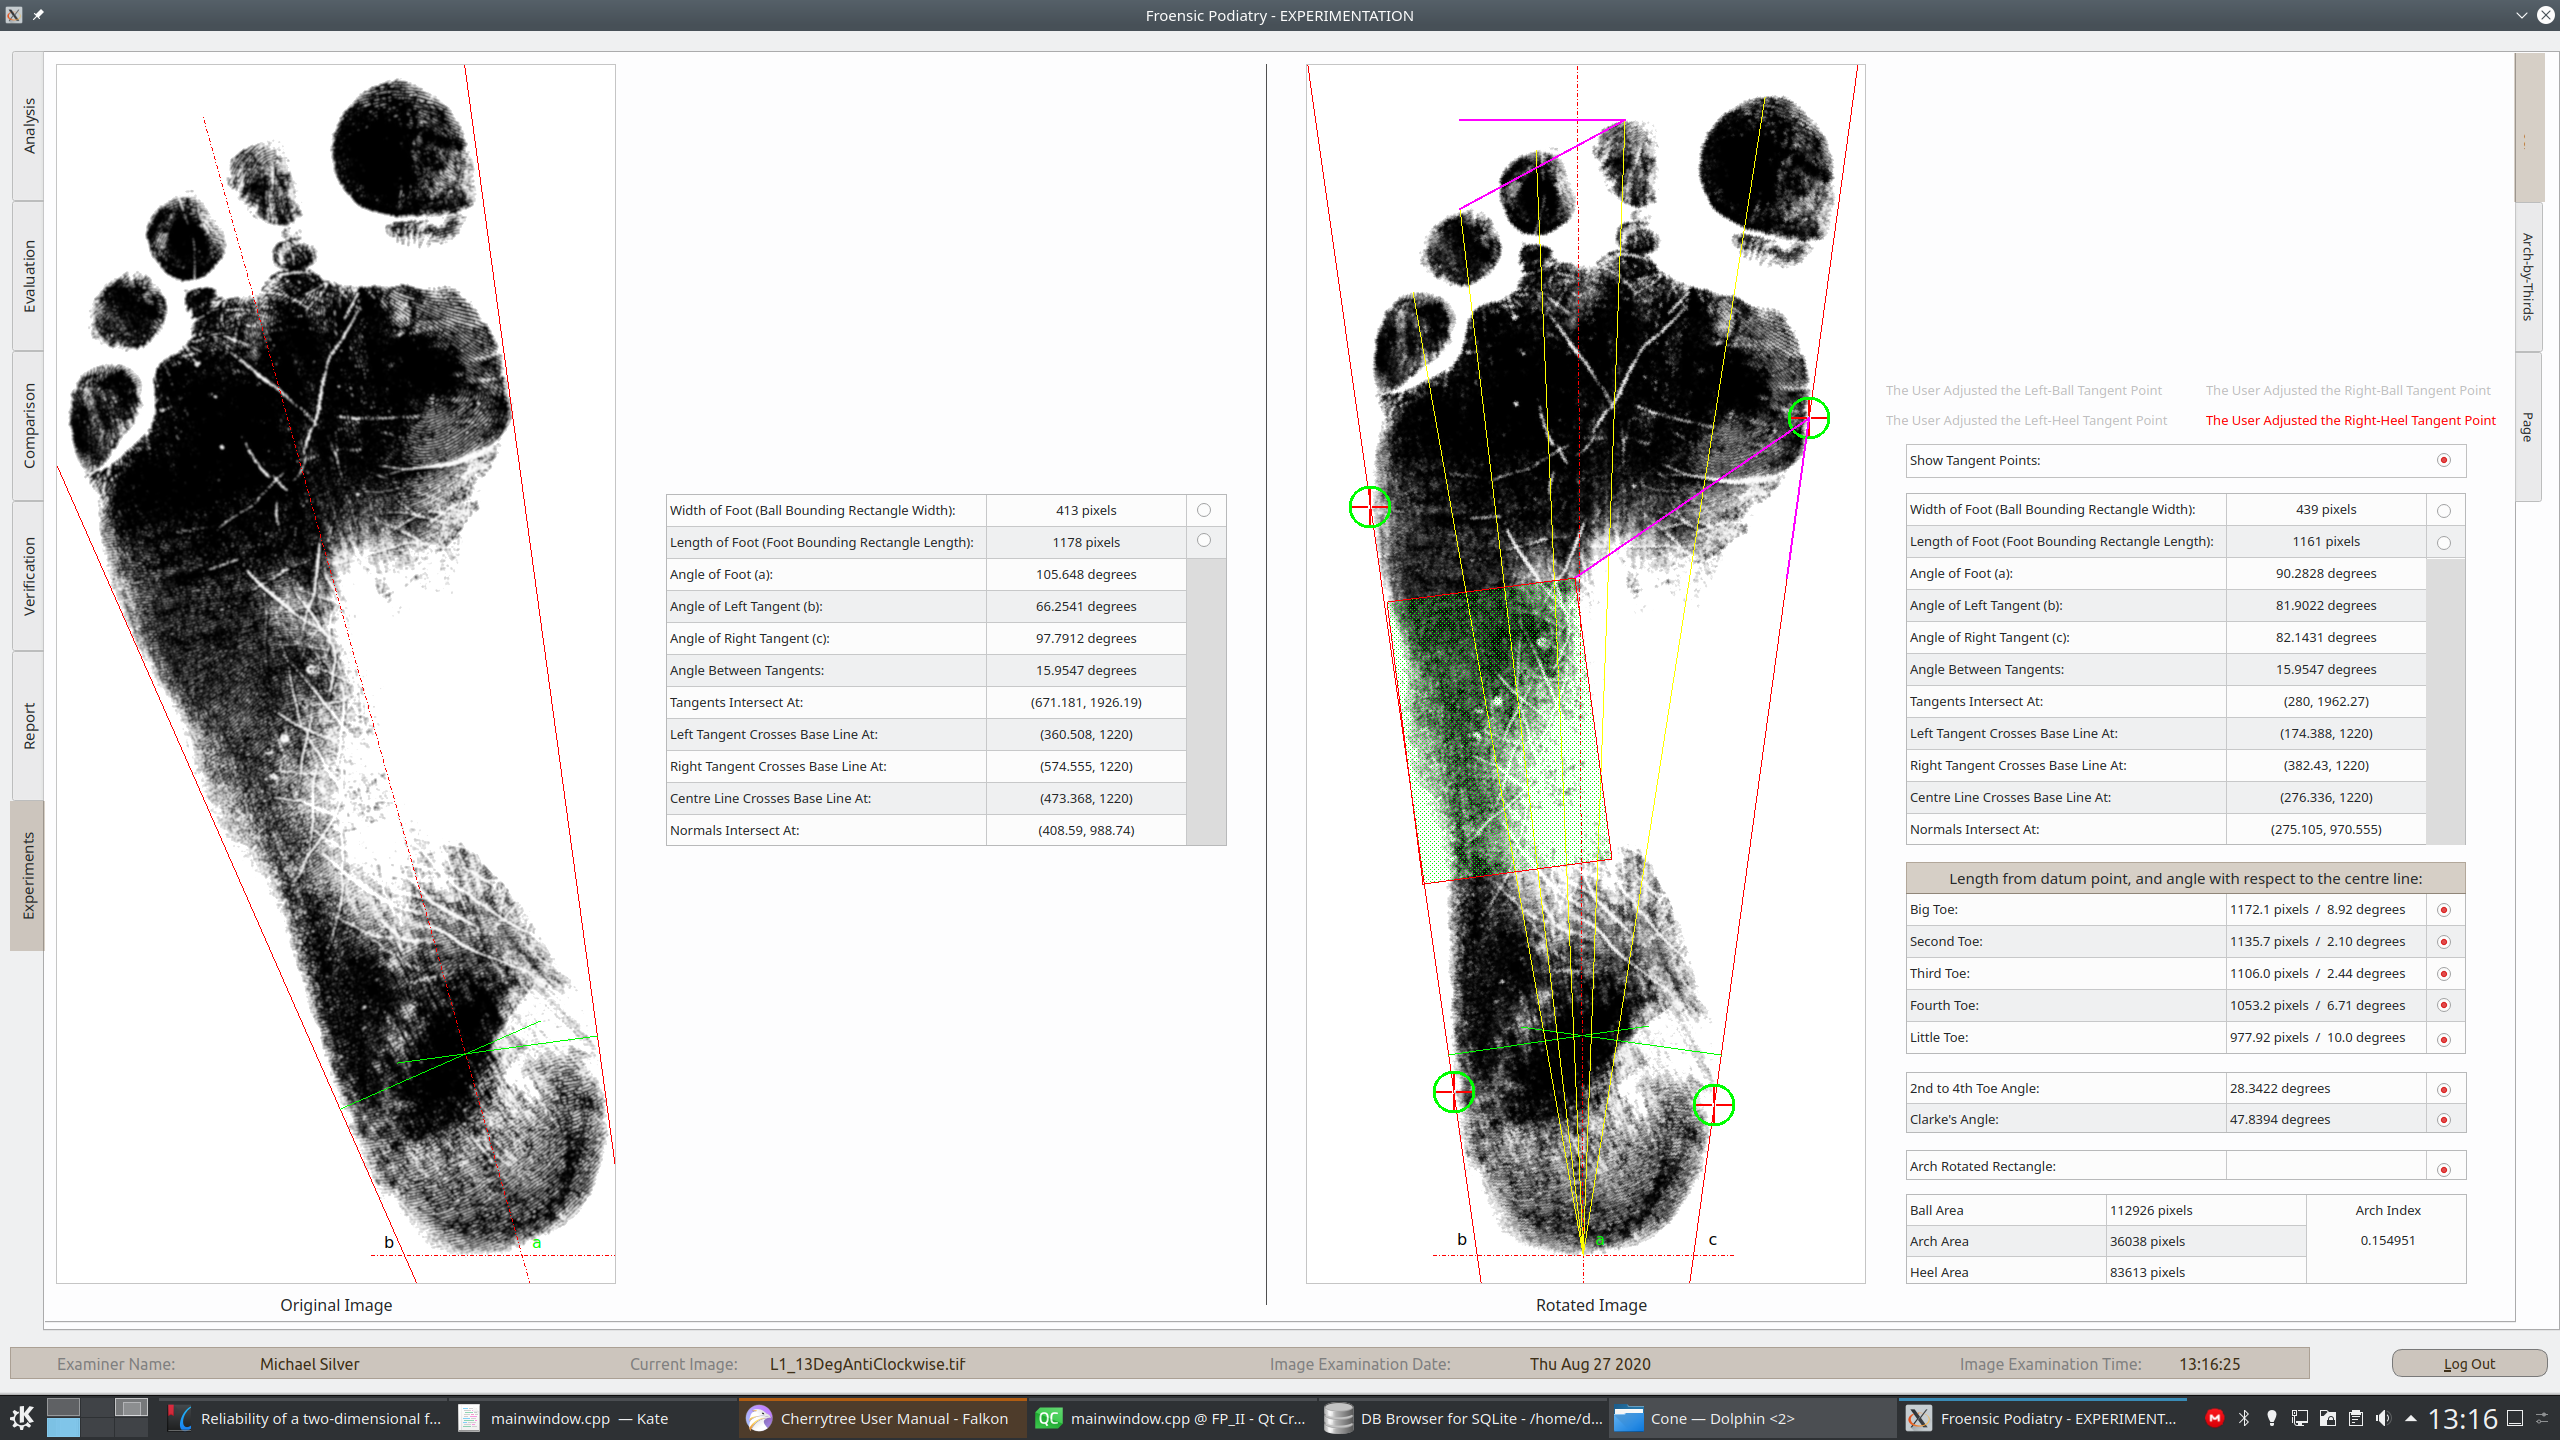 Froensic Podiatry - EXPERIMENTATION
Analysis
Evaluation
Comparison
Verification
Report
Experiments
b
a
Original Image
Width of Foot (Ball Bounding Rectangle Width): 413 pixels
Length of Foot (Foot Bounding Rectangle Length): 1178 pixels
Angle of Foot (a): 105.648 degrees
Angle of Left Tangent (b): 66.2541 degrees
Angle of Right Tangent (c): 97.7912 degrees
Angle Between Tangents: 15.9547 degrees
Tangents Intersect At: (671.181, 1926.19)
Left Tangent Crosses Base Line At: (360.508, 1220)
Right Tangent Crosses Base Line At: (574.555, 1220)
Centre Line Crosses Base Line At: (473.368, 1220)
Normals Intersect At: (408.59, 988.74)
b
a
c
Rotated Image
The User Adjusted the Left-Ball Tangent Point The User Adjusted the Right-Ball Tangent Point
The User Adjusted the Left-Heel Tangent Point The User Adjusted the Right-Heel Tangent Point
Show Tangent Points:
Width of Foot (Ball Bounding Rectangle Width): 439 pixels
Length of Foot (Foot Bounding Rectangle Length): 1161 pixels
Angle of Foot (a): 90.2828 degrees
Angle of Left Tangent (b): 81.9022 degrees
Angle of Right Tangent (c): 82.1431 degrees
Angle Between Tangents: 15.9547 degrees
Tangents Intersect At: (280, 1962.27)
Left Tangent Crosses Base Line At: (174.388, 1220)
Right Tangent Crosses Base Line At: (382.43, 1220)
Centre Line Crosses Base Line At: (276.336, 1220)
Normals Intersect At: (275.105, 970.555)
Length from datum point, and angle with respect to the centre line:
Big Toe: 1172.1 pixels / 8.92 degrees
Second Toe: 1135.7 pixels / 2.10 degrees
Third Toe: 1106.0 pixels / 2.44 degrees
Fourth Toe: 1053.2 pixels / 6.71 degrees
Little Toe: 977.92 pixels / 10.0 degrees
2nd to 4th Toe Angle: 28.3422 degrees
Clarke's Angle: 47.8394 degrees
Arch Rotated Rectangle:
Ball Area 112926 pixels Arch Index
Arch Area 36038 pixels 0.154951
Heel Area 83613 pixels
...
Arch-by-Thirds
Page
Examiner Name: Michael Silver Current Image: L1_13DegAntiClockwise.tif Image Examination Date: Thu Aug 27 2020 Image Examination Time: 13:16:25 Log Out
Reliability of a two-dimensional f... mainwindow.cpp — Kate Cherrytree User Manual - Falkon QC mainwindow.cpp @ FP_II - Qt Cr... DB Browser for SQLite - /home/d... Cone — Dolphin <2> Froensic Podiatry - EXPERIMENT... 13:16